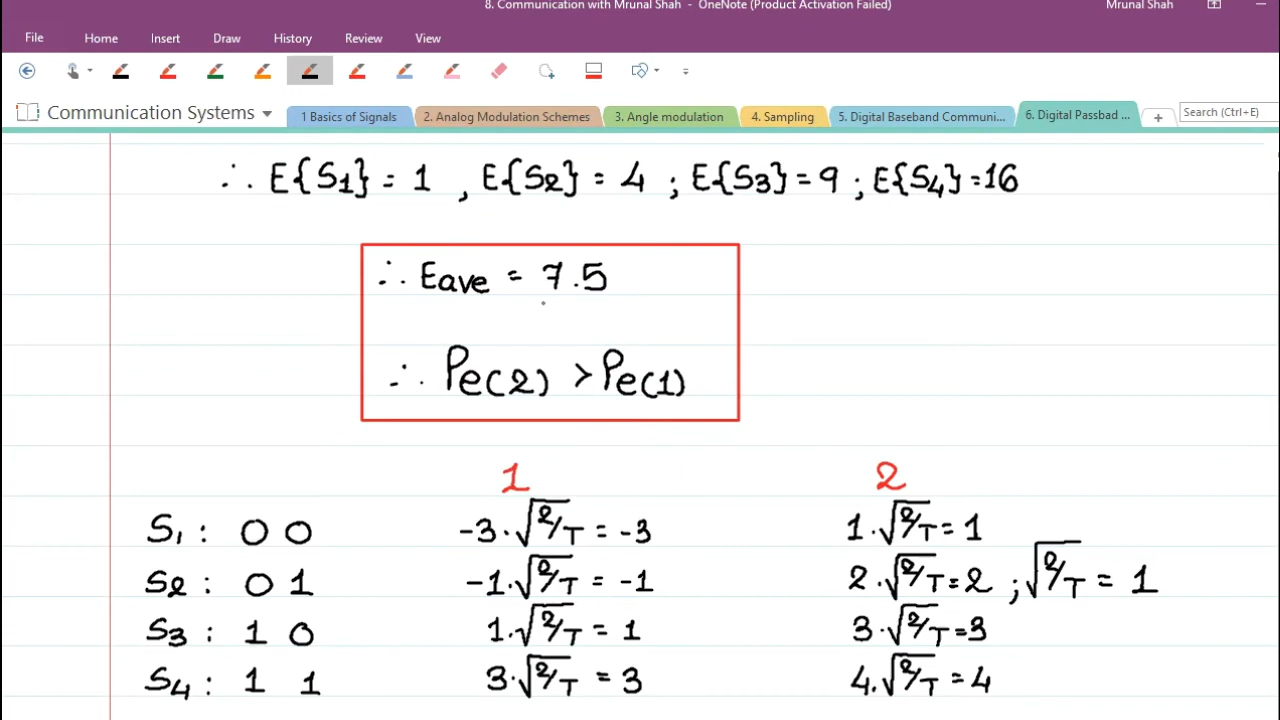 8. Communication with Mrunal Shah - OneNote (Product Activation Failed) Mrunal Shah
File Home Insert Draw History Review View
Communication Systems 1 Basics of Signals 2. Analog Modulation Schemes 3. Angle modulation 4. Sampling 5. Digital Baseband Communi... 6. Digital Passbad ... + Search (Ctrl+E)
∴ E{S1} = 1 , E{S2} = 4 ; E{S3} = 9 ; E{S4} = 16
∴ Eave = 7.5
∴ Pe(2) > Pe(1)
1 2
S1 : 0 0 -3·√2/T = -3 1·√2/T = 1
S2 : 0 1 -1·√2/T = -1 2·√2/T = 2 ; √2/T = 1
S3 : 1 0 1·√2/T = 1 3·√2/T = 3
S4 : 1 1 3·√2/T = 3 4·√2/T = 4